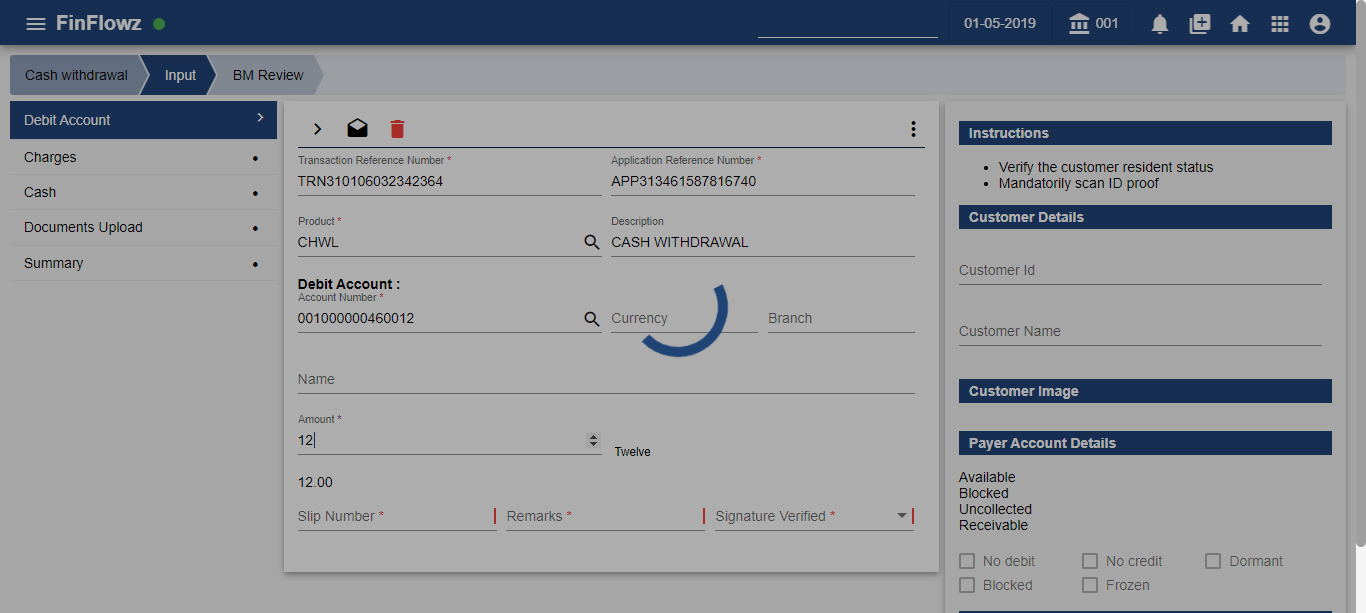 FinFlowz
01-05-2019
001
Cash withdrawal
Input
BM Review
Debit Account
Charges
Cash
Documents Upload
Summary
Transaction Reference Number *
Application Reference Number *
TRN310106032342364
APP313461587816740
Product *
Description
CHWL
CASH WITHDRAWAL
Debit Account :
Account Number *
001000000460012
Currency
Branch
Name
Amount *
12
Twelve
12.00
Slip Number *
Remarks *
Signature Verified *
Instructions
• Verify the customer resident status
• Mandatorily scan ID proof
Customer Details
Customer Id
Customer Name
Customer Image
Payer Account Details
Available
Blocked
Uncollected
Receivable
No debit
No credit
Dormant
Blocked
Frozen